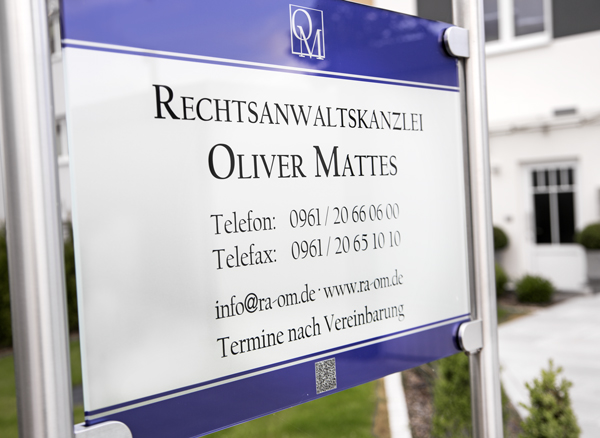 OM
RECHTSANWALTSKANZLEI
OLIVER MATTES
Telefon: 0961 / 20 66 06 00
Telefax: 0961 / 20 65 10 10
info@ra-om.de · www.ra-om.de
Termine nach Vereinbarung